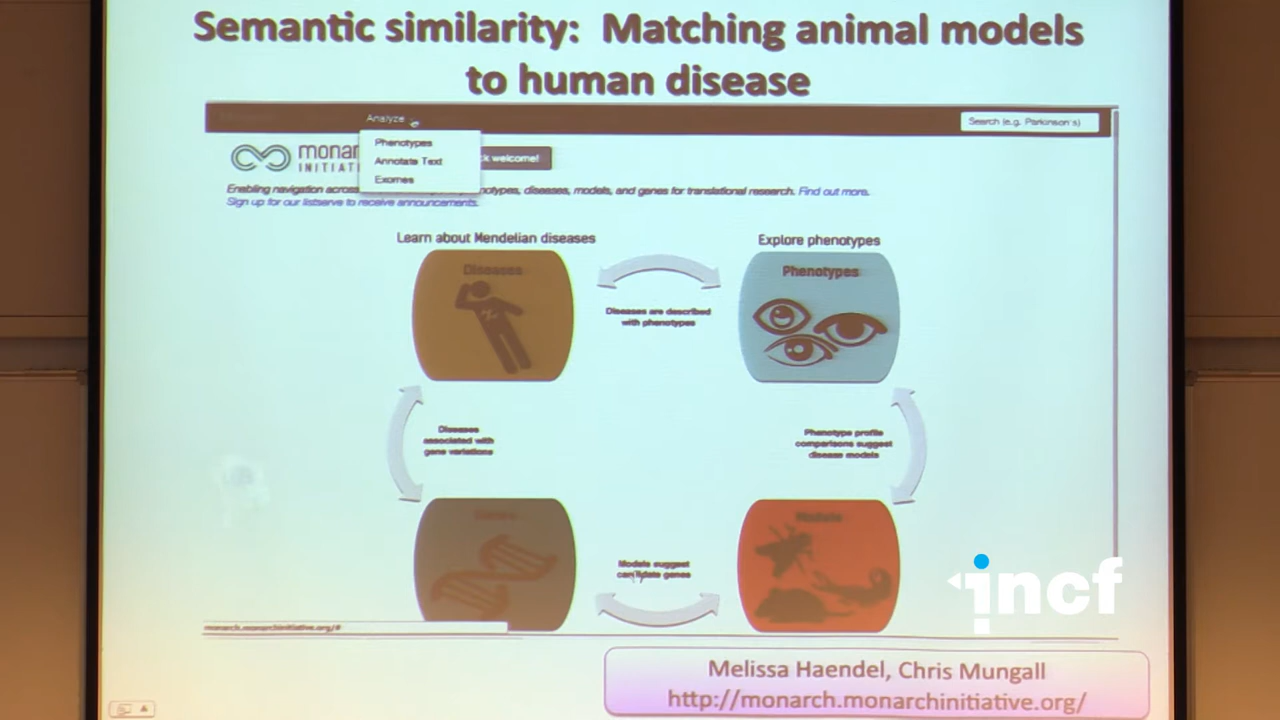 Semantic similarity: Matching animal models
to human disease
Analyze
Search (e.g. Parkinson's)
Phenotypes
Annotate Text
Exomes
monar
INITIATI
k welcome!
Enabling navigation across notypes, diseases, models, and genes for translational research. Find out more.
Sign up for our listserve to receive announcements.
Learn about Mendelian diseases
Explore phenotypes
Diseases
Phenotypes
Diseases are described
with phenotypes
Diseases
associated with
gene variations
Phenotype profile
comparisons suggest
disease models
Genes
Models
Models suggest
candidate genes
incf
monarch.monarchinitiative.org/#
Melissa Haendel, Chris Mungall
http://monarch.monarchinitiative.org/